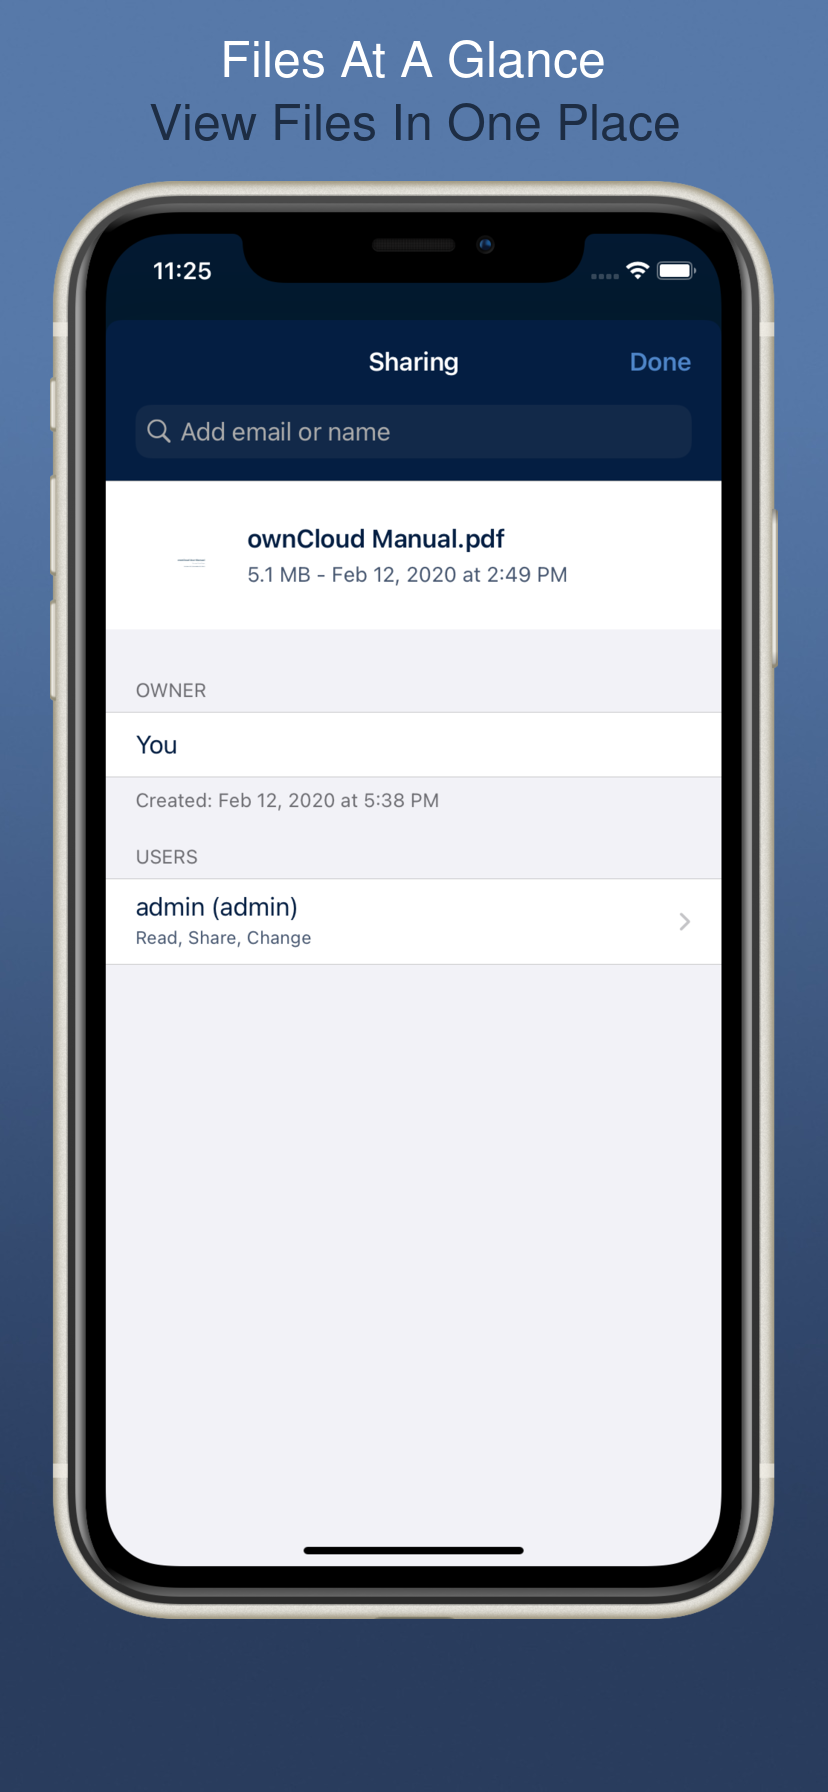 Files At A Glance
View Files In One Place
11:25
Sharing
Done
Add email or name
ownCloud Manual.pdf
5.1 MB - Feb 12, 2020 at 2:49 PM
OWNER
You
Created: Feb 12, 2020 at 5:38 PM
USERS
admin (admin)
Read, Share, Change